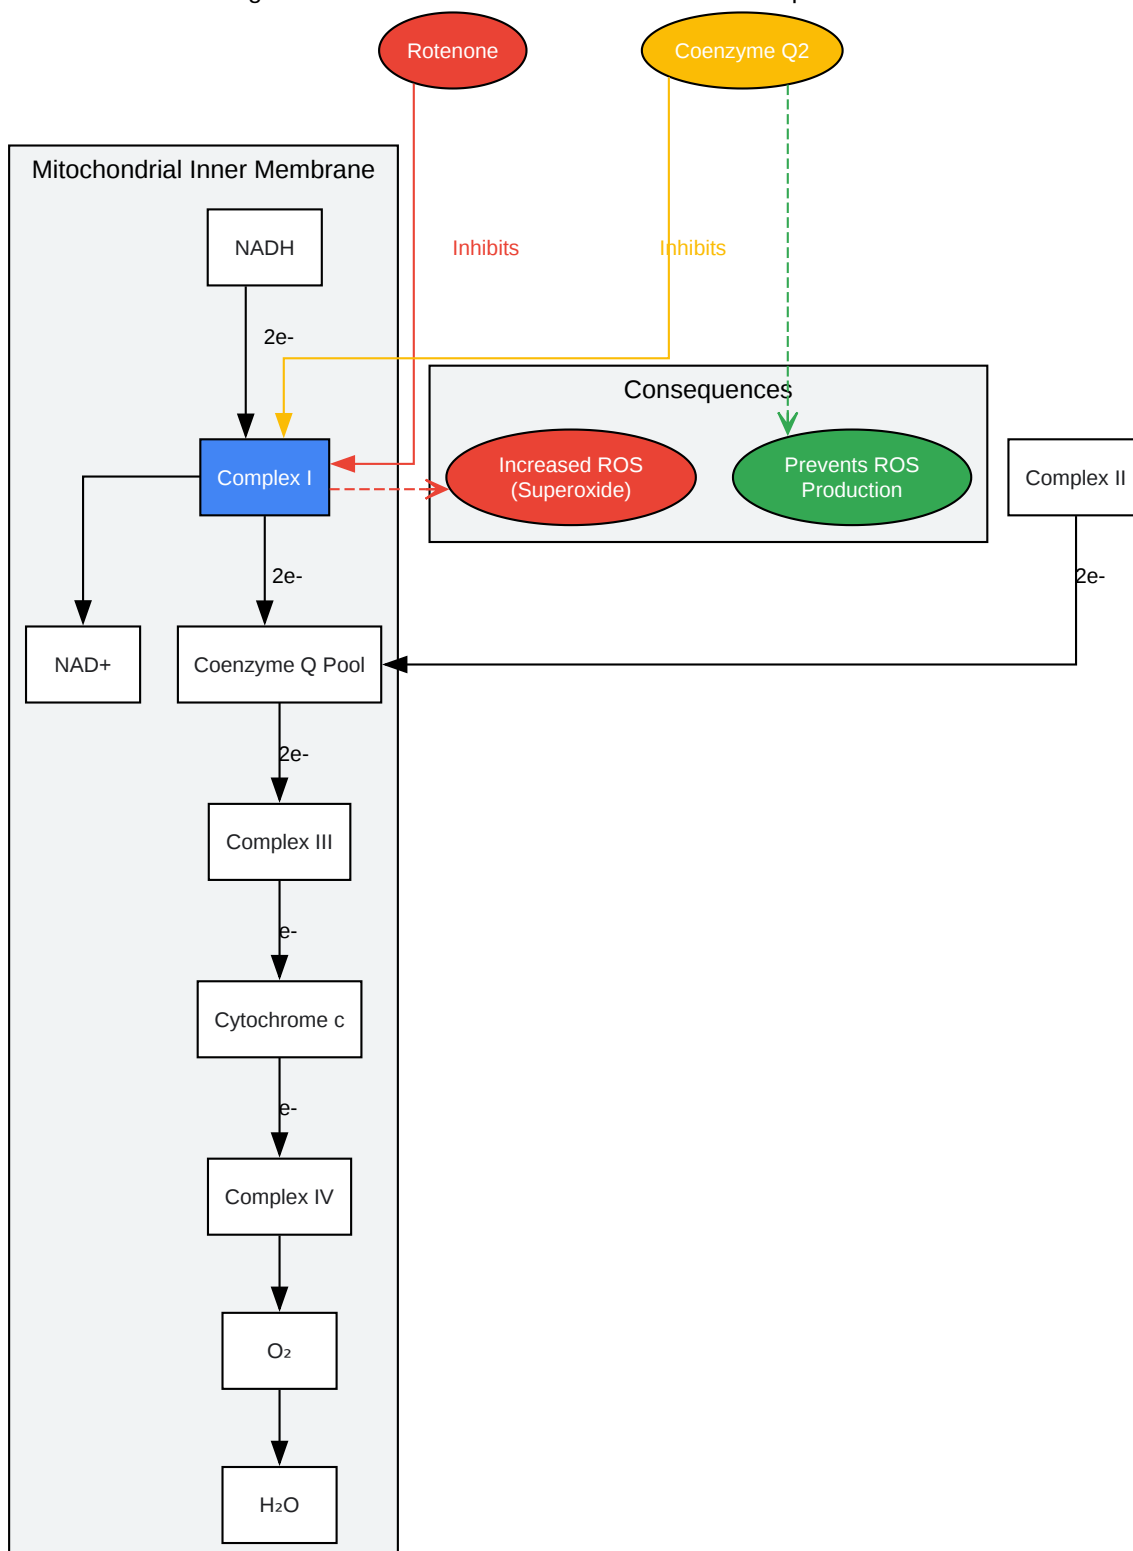 Rotenone
Coenzyme Q2
Mitochondrial Inner Membrane
NADH
Inhibits
Inhibits
2e-
Consequences
Complex I
Increased ROS
(Superoxide)
Prevents ROS
Production
Complex II
2e-
2e-
NAD+
Coenzyme Q Pool
2e-
Complex III
e-
Cytochrome c
e-
Complex IV
O₂
H₂O